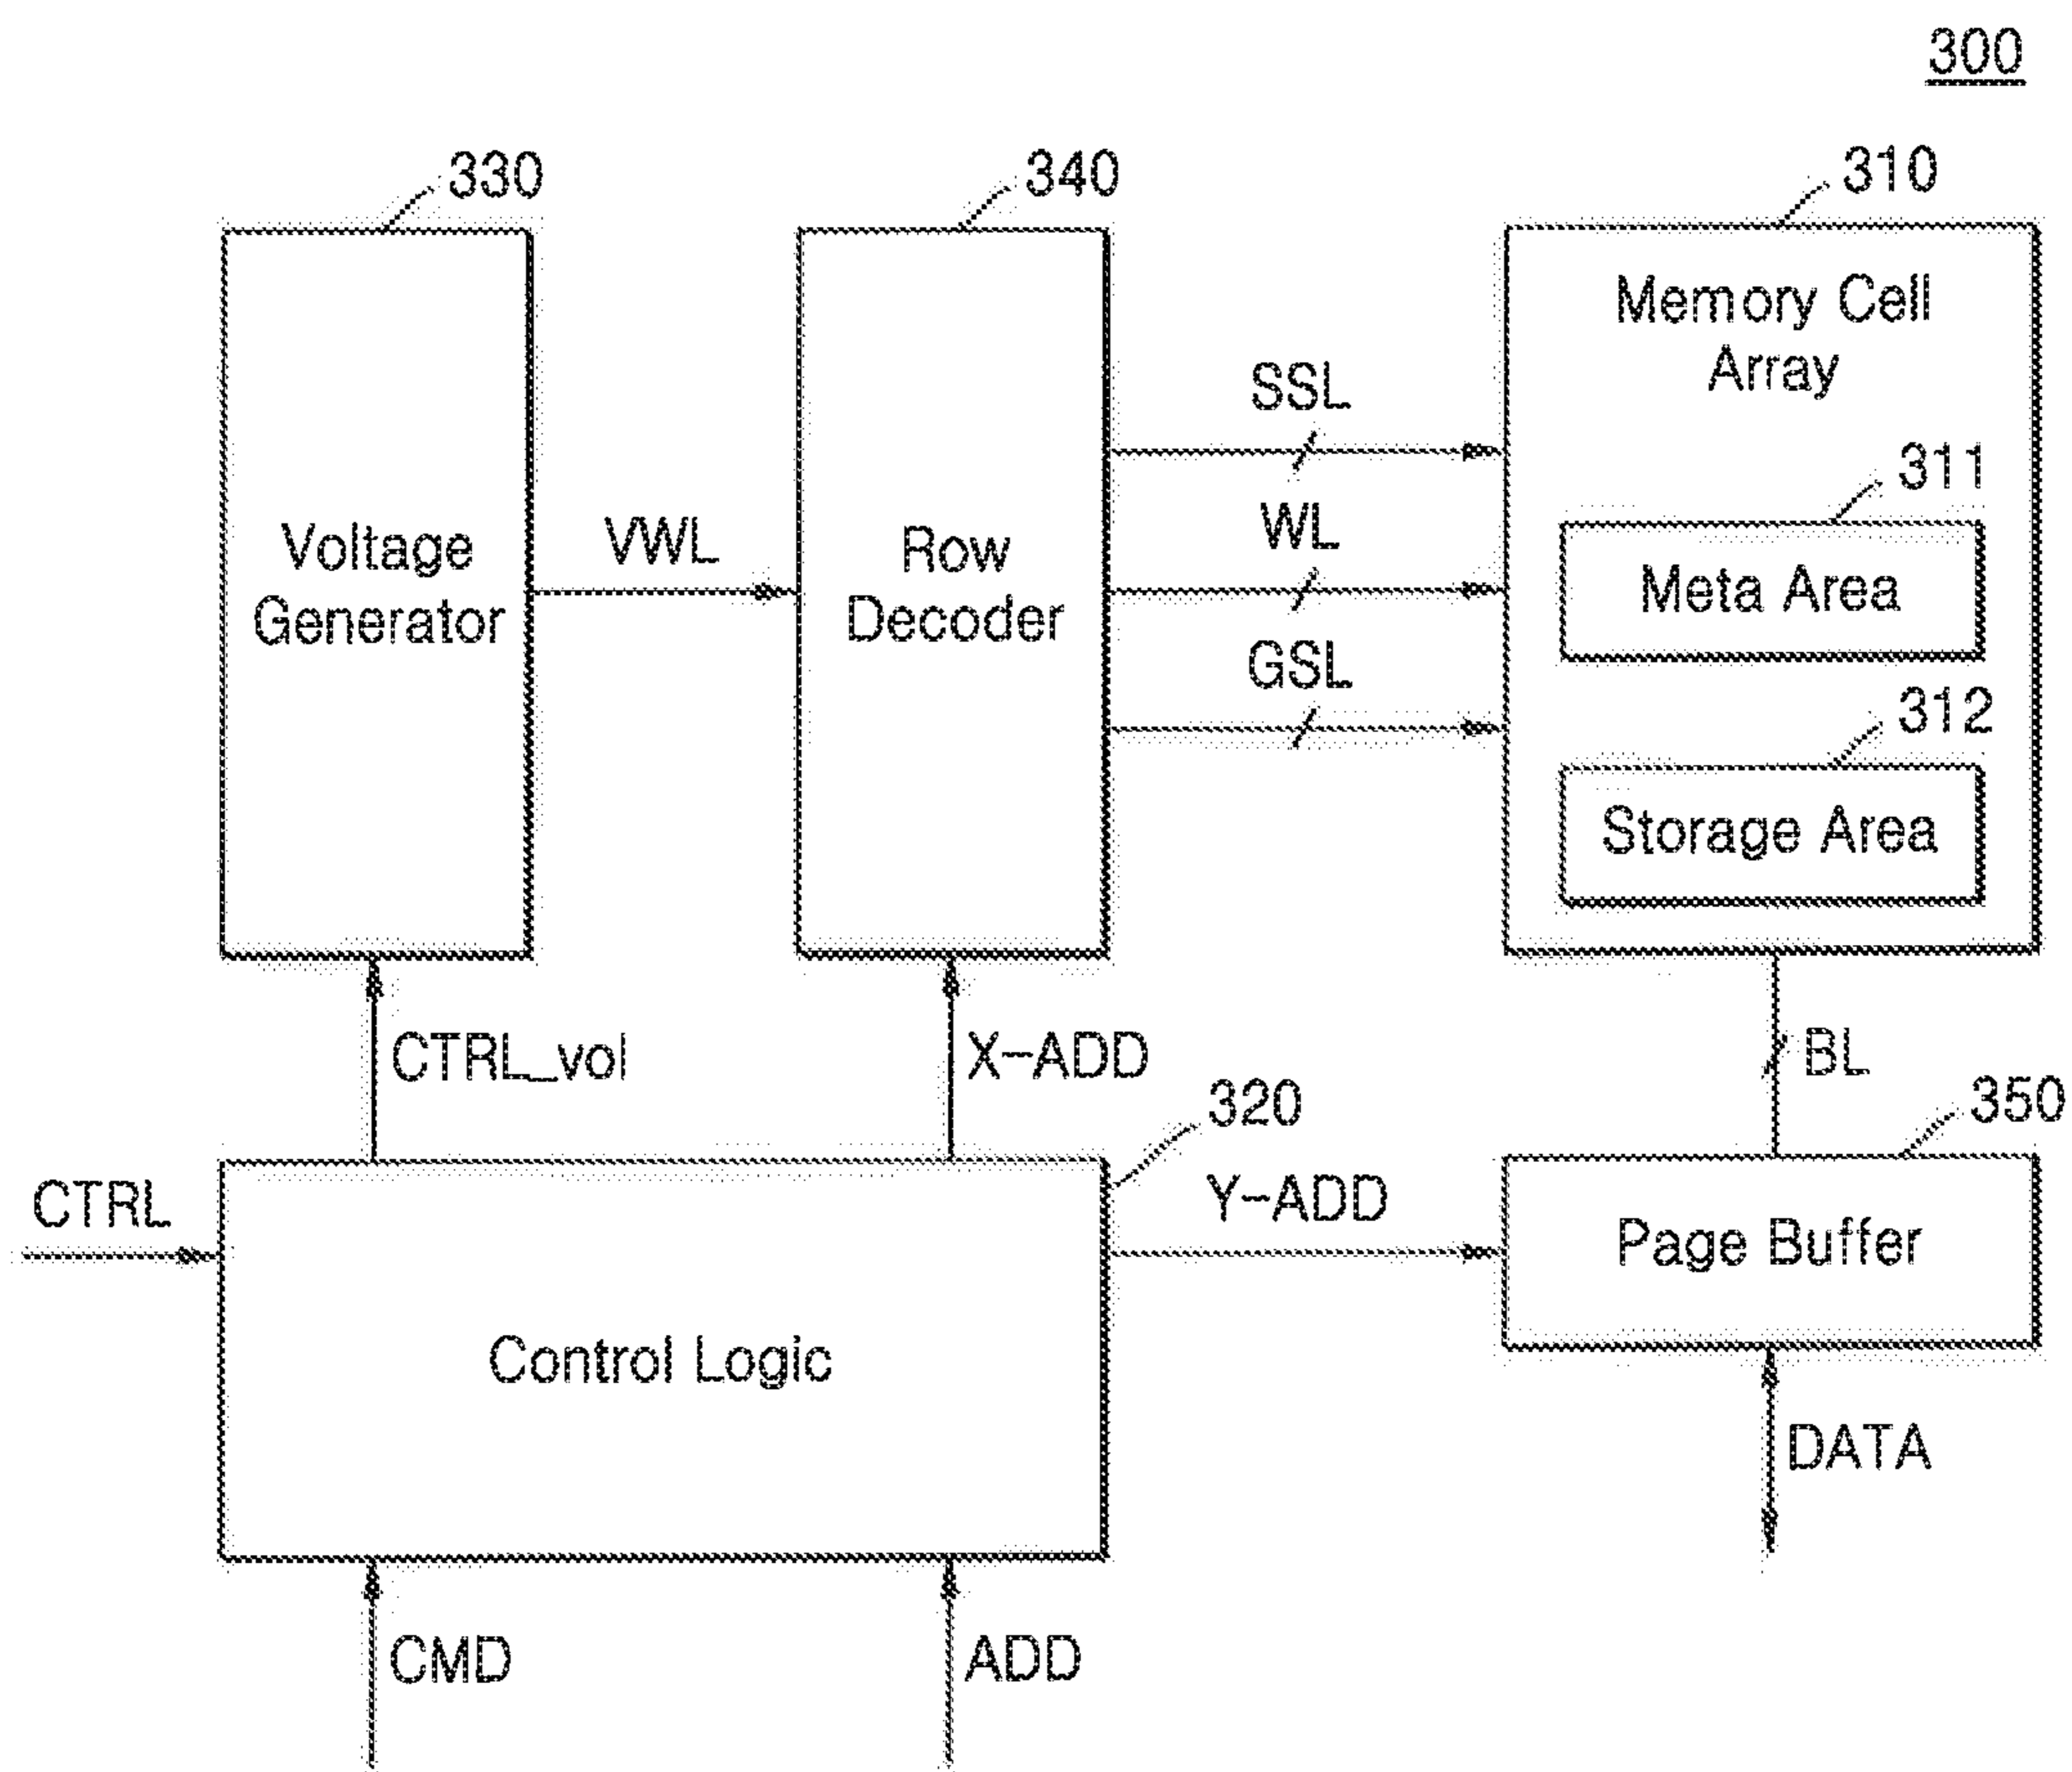 300
330
340
310
Memory Cell
Array
SSL
311
WL
Voltage
Generator
VWL
Row
Decoder
Meta Area
GSL
312
Storage Area
CTRL_vol
X-ADD
BL
320
350
CTRL
Y-ADD
Page Buffer
Control Logic
DATA
CMD
ADD